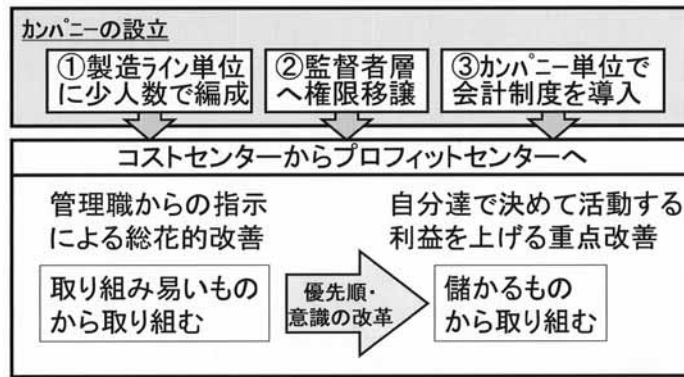 カンパニーの設立
①製造ライン単位
に少人数で編成
②監督者層
へ権限移譲
③カンパニー単位で
会計制度を導入
コストセンターからプロフィットセンターへ
管理職からの指示
による総花的改善
取り組み易いもの
から取り組む
優先順・
意識の改革
自分達で決めて活動する
利益を上げる重点改善
儲かるもの
から取り組む